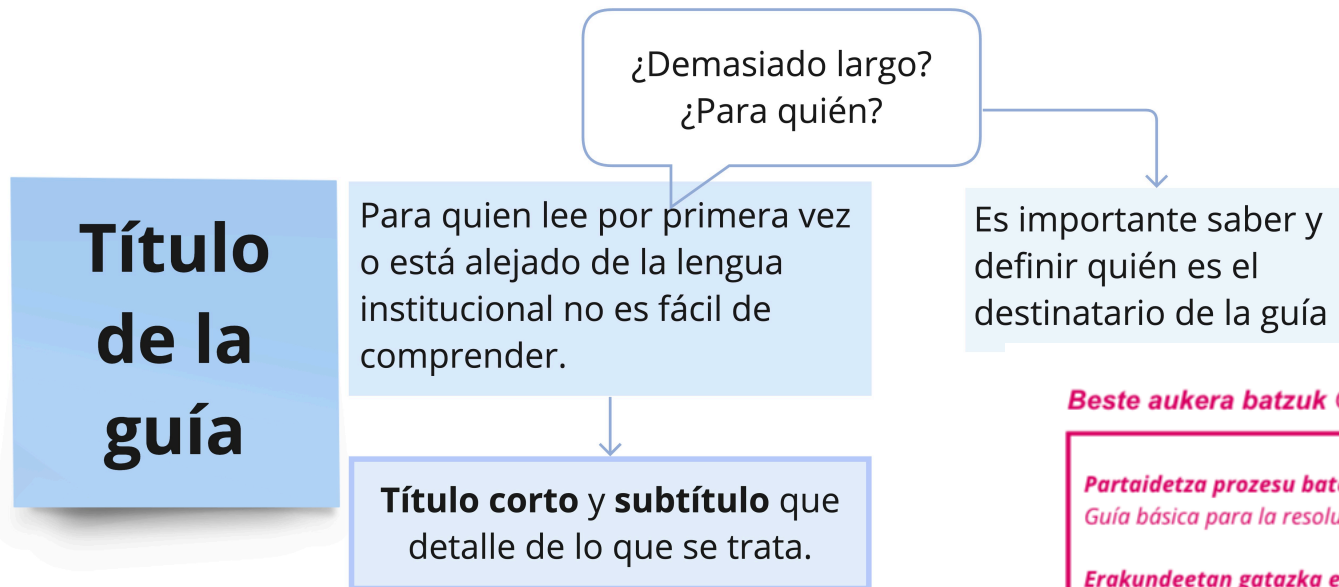 ¿Demasiado largo?
¿Para quién?
Título
de la
guía
Para quien lee por primera vez
o está alejado de la lengua
institucional no es fácil de
comprender.
Es importante saber y
definir quién es el
destinatario de la guía
Título corto y subtítulo que
detalle de lo que se trata.
Beste aukera batzuk
Partaidetza prozesu
Guía básica para la
Erakundeetan gatazka